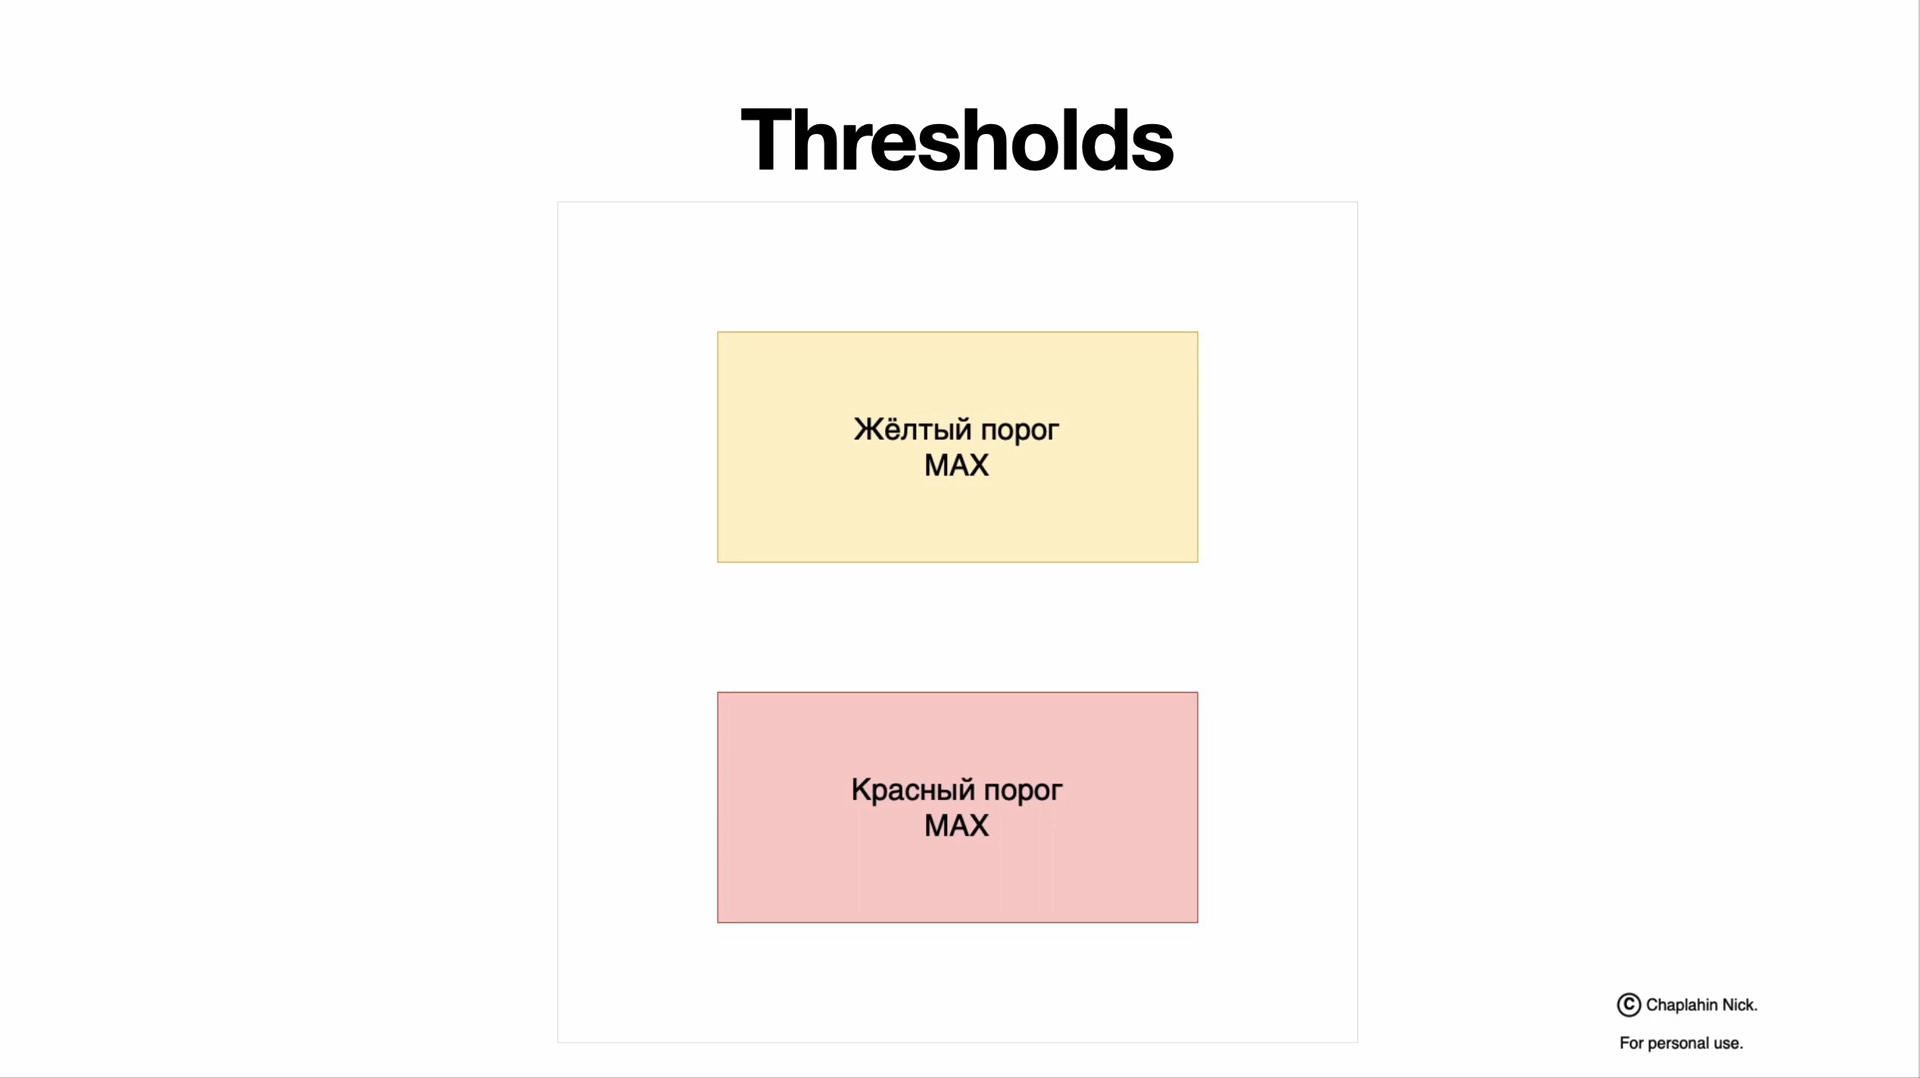 Thresholds
Жёлтый порог
MAX
Красный порог
MAX
© Chaplahin Nick.
For personal use.